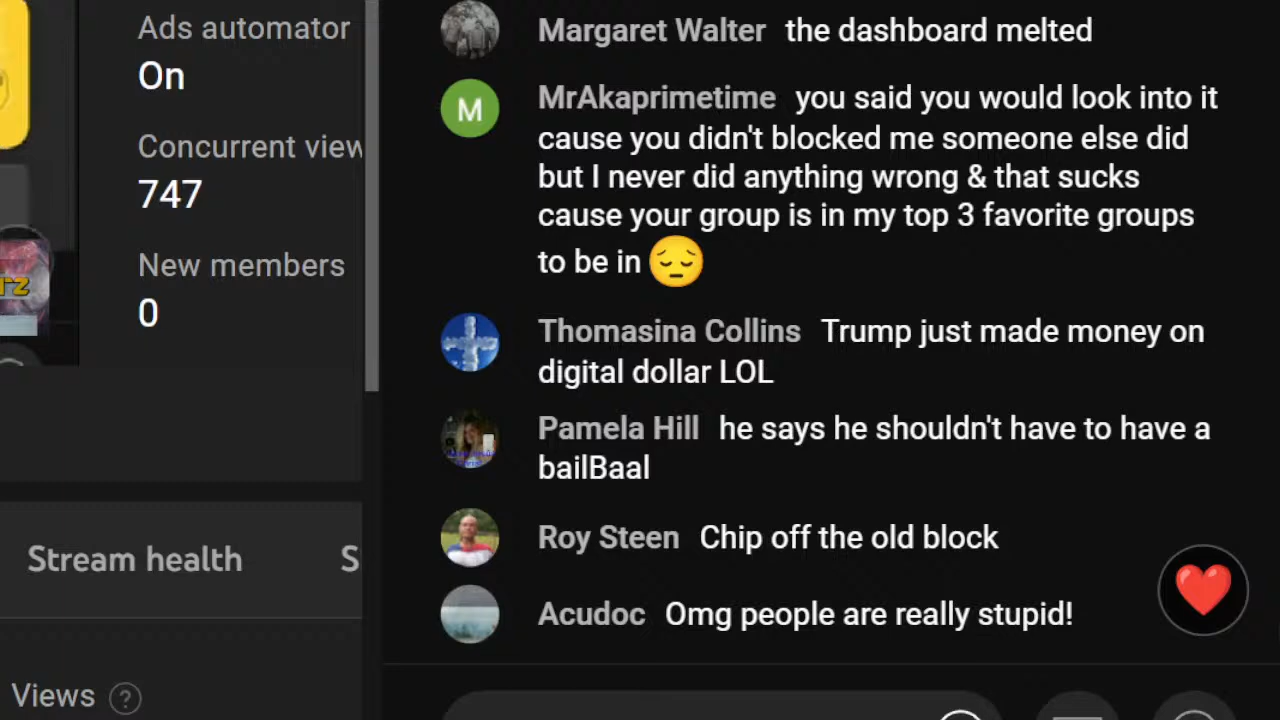 Ads automator
On
Concurrent view
747
New members
0
Stream health
S
Views ?
Margaret Walter the dashboard melted
M
MrAkaprimetime you said you would look into it
cause you didn't blocked me someone else did
but I never did anything wrong & that sucks
cause your group is in my top 3 favorite groups
to be in 😔
Thomasina Collins Trump just made money on
digital dollar LOL
Pamela Hill he says he shouldn't have to have a
bailBaal
Roy Steen Chip off the old block
Acudoc Omg people are really stupid!